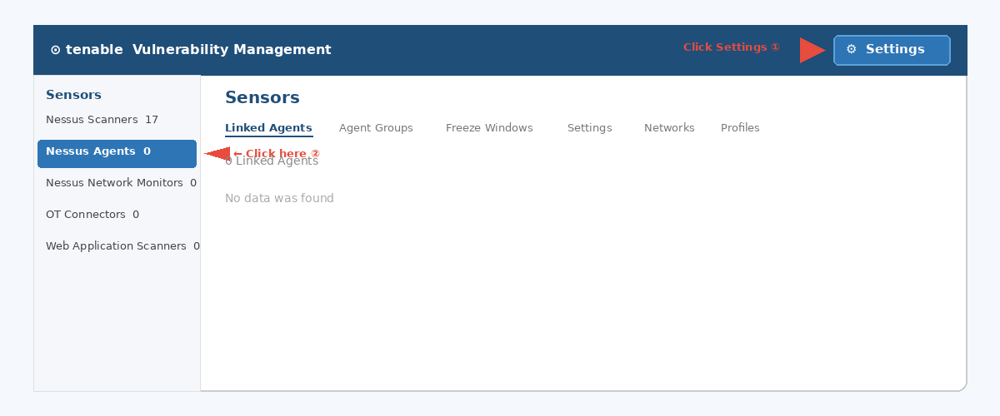 ⊙ tenable Vulnerability Management
Click Settings ①
⚙ Settings
Sensors
Nessus Scanners 17
Nessus Agents 0
Nessus Network Monitors 0
OT Connectors 0
Web Application Scanners 0
Sensors
Linked Agents Agent Groups Freeze Windows Settings Networks Profiles
← Click here ②
0 Linked Agents
No data was found